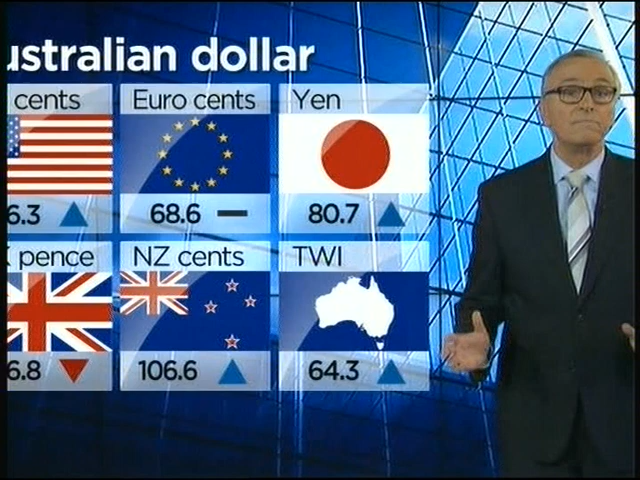 ustralian dollar
cents
Euro cents
Yen
6.3
68.6
80.7
pence
NZ cents
TWI
6.8
106.6
64.3